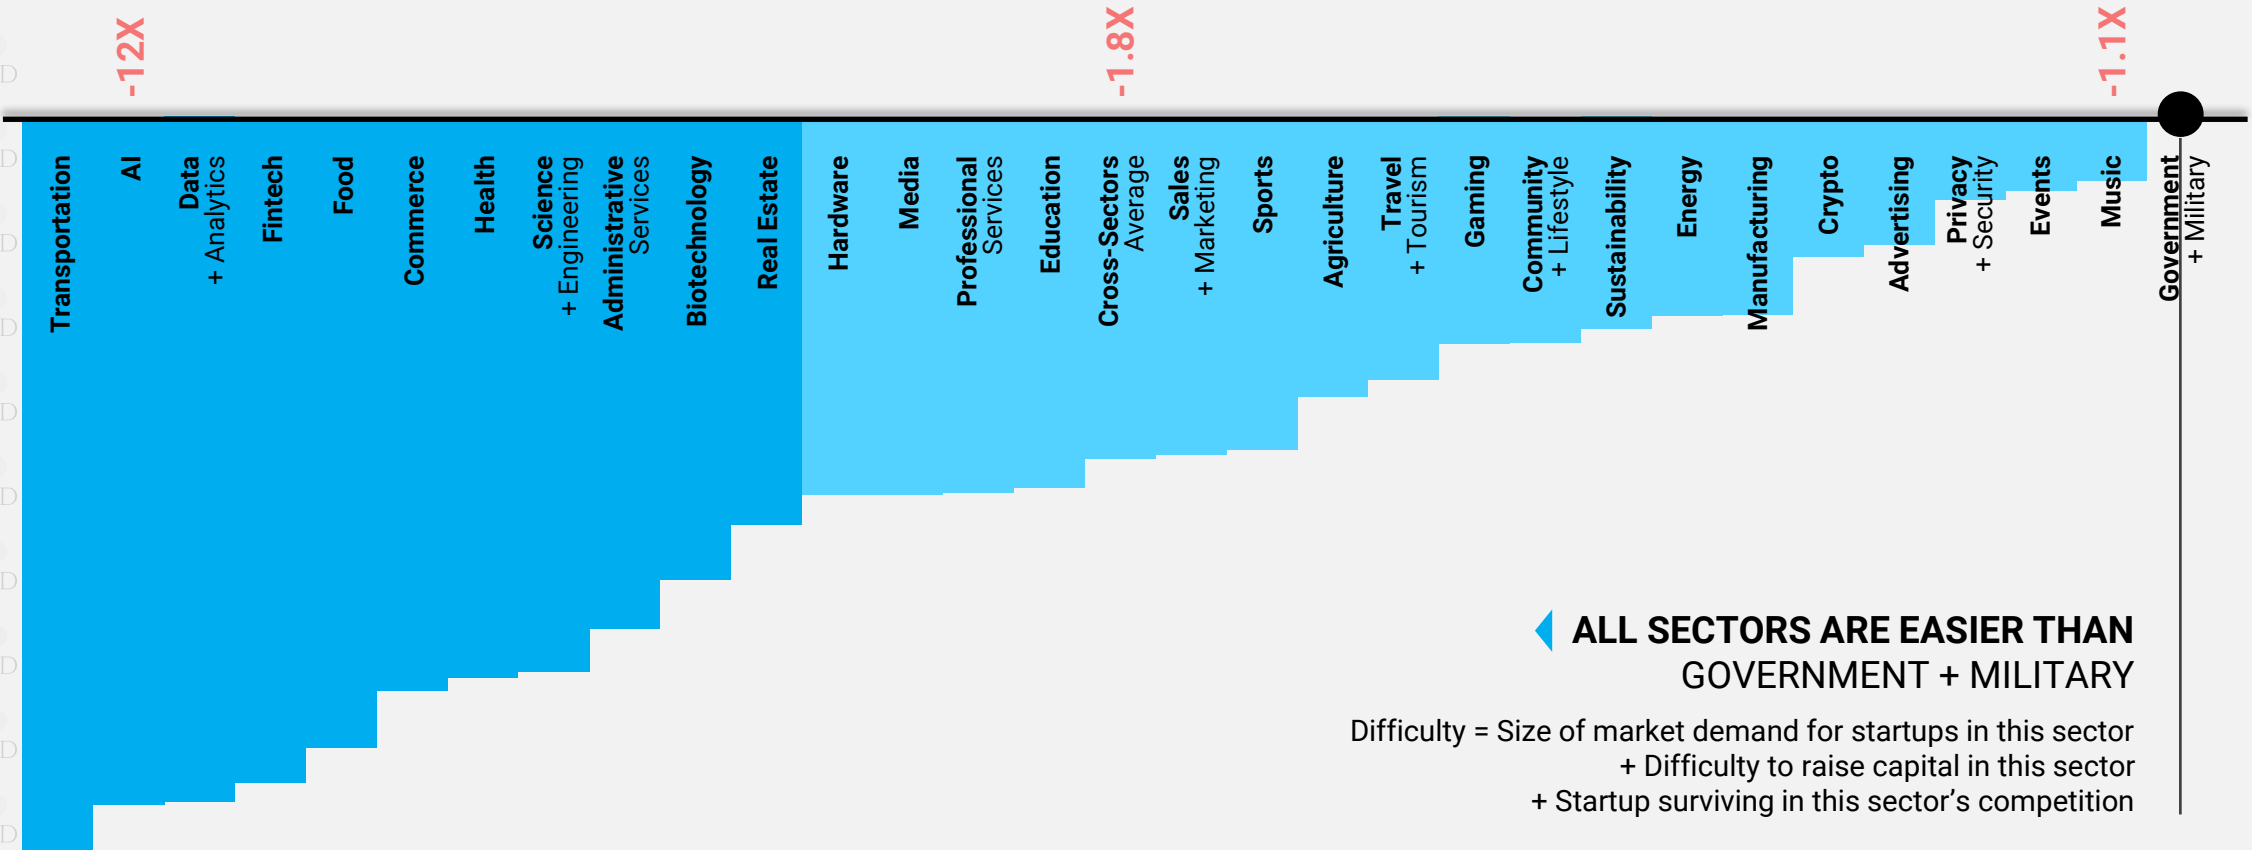 -12X
-1.8X
-1.1X
Transportation
AI
Data
+ Analytics
Fintech
Food
Commerce
Health
Science
+ Engineering
Administrative
Services
Biotechnology
Real Estate
Hardware
Media
Professional
Services
Education
Cross-Sectors
Average
Sales
+ Marketing
Sports
Agriculture
Travel
+ Tourism
Gaming
Community
+ Lifestyle
Sustainability
Energy
Manufacturing
Crypto
Advertising
Privacy
+ Security
Events
Music
Government
+ Military
ALL SECTORS ARE EASIER THAN
GOVERNMENT + MILITARY
Difficulty = Size of market demand for startups in this sector
+ Difficulty to raise capital in this sector
+ Startup surviving in this sector’s competition